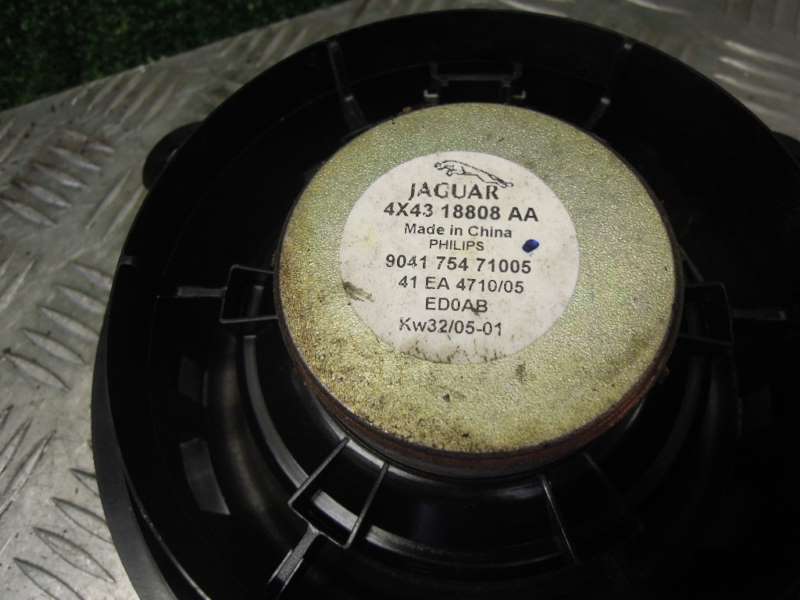 JAGUAR
4X43 18808 AA
Made in China
PHILIPS
9041 754 71005
41 EA 4710/05
ED0AB
Kw32/05-01